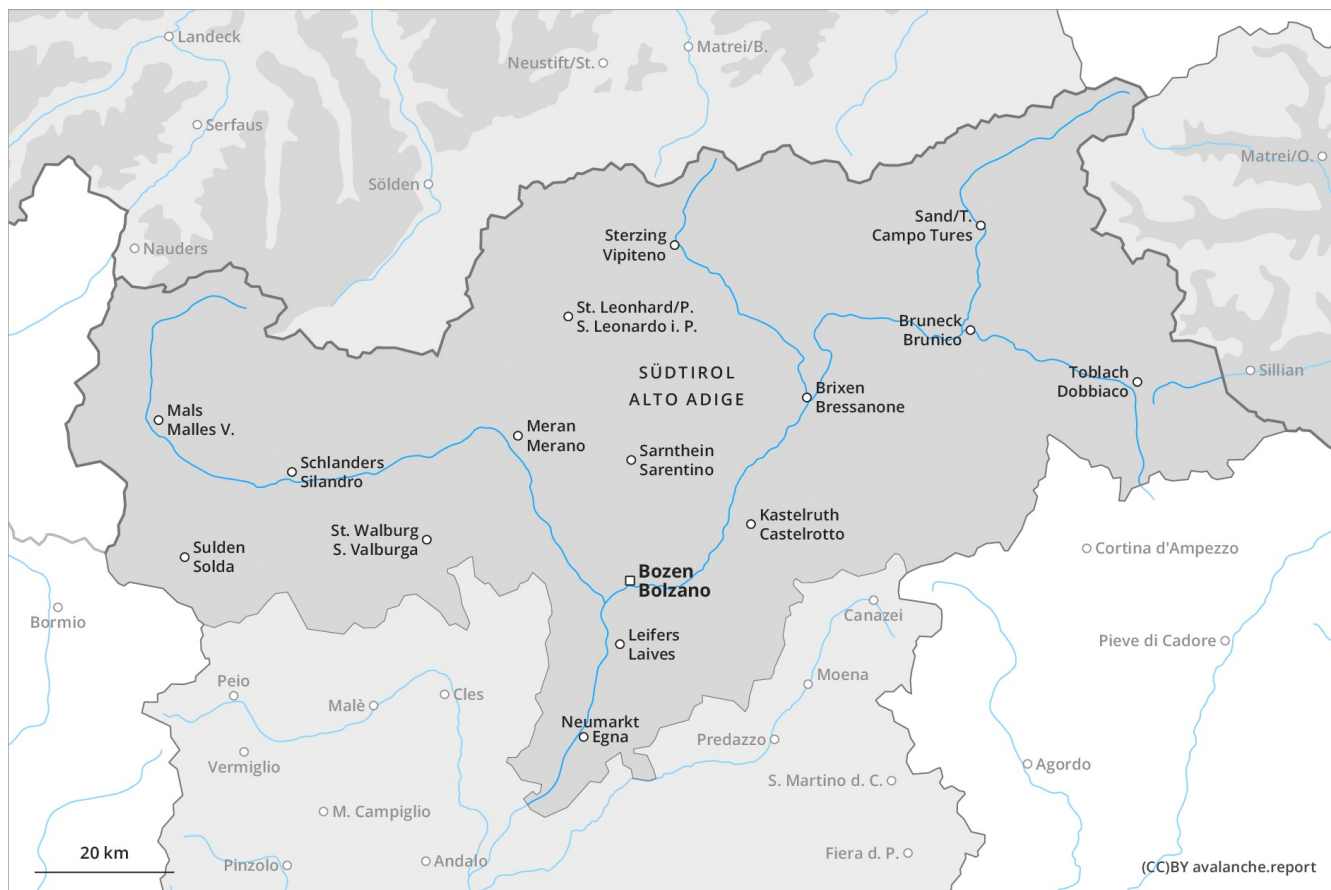 Landeck
Matrei/B.
Neustift/St.
Serfaus
Matrei/O.
Sölden
Sand/T.
Campo Tures
Sterzing
Vipiteno
Nauders
St. Leonhard/P.
S. Leonardo i. P.
Bruneck
Brunico
SÜDTIROL
ALTO ADIGE
Toblach
Dobbiaco
Sillian
Brixen
Bressanone
Mals
Malles V.
Meran
Merano
Sarnthein
Sarentino
Schlanders
Silandro
Kastelruth
Castelrotto
St. Walburg
S. Valburga
Sulden
Solda
Cortina d'Ampezzo
Bozen
Bolzano
Bormio
Canazei
Leifers
Laives
Pieve di Cadore
Moena
Peio
Malè
Cles
Neumarkt
Egna
Predazzo
Vermiglio
Agordo
S. Martino d. C.
M. Campiglio
20 km
Pinzolo
Andalo
Fiera d. P.
(CC)BY avalanche.report